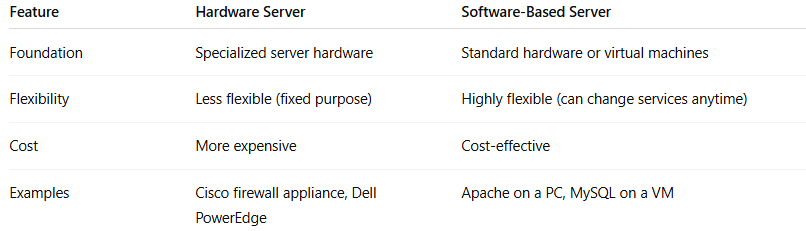 Feature Hardware Server Software-Based Server
Foundation Specialized server hardware Standard hardware or virtual machines
Flexibility Less flexible (fixed purpose) Highly flexible (can change services anytime)
Cost More expensive Cost-effective
Examples Cisco firewall appliance, Dell Apache on a PC, MySQL on a VM
PowerEdge